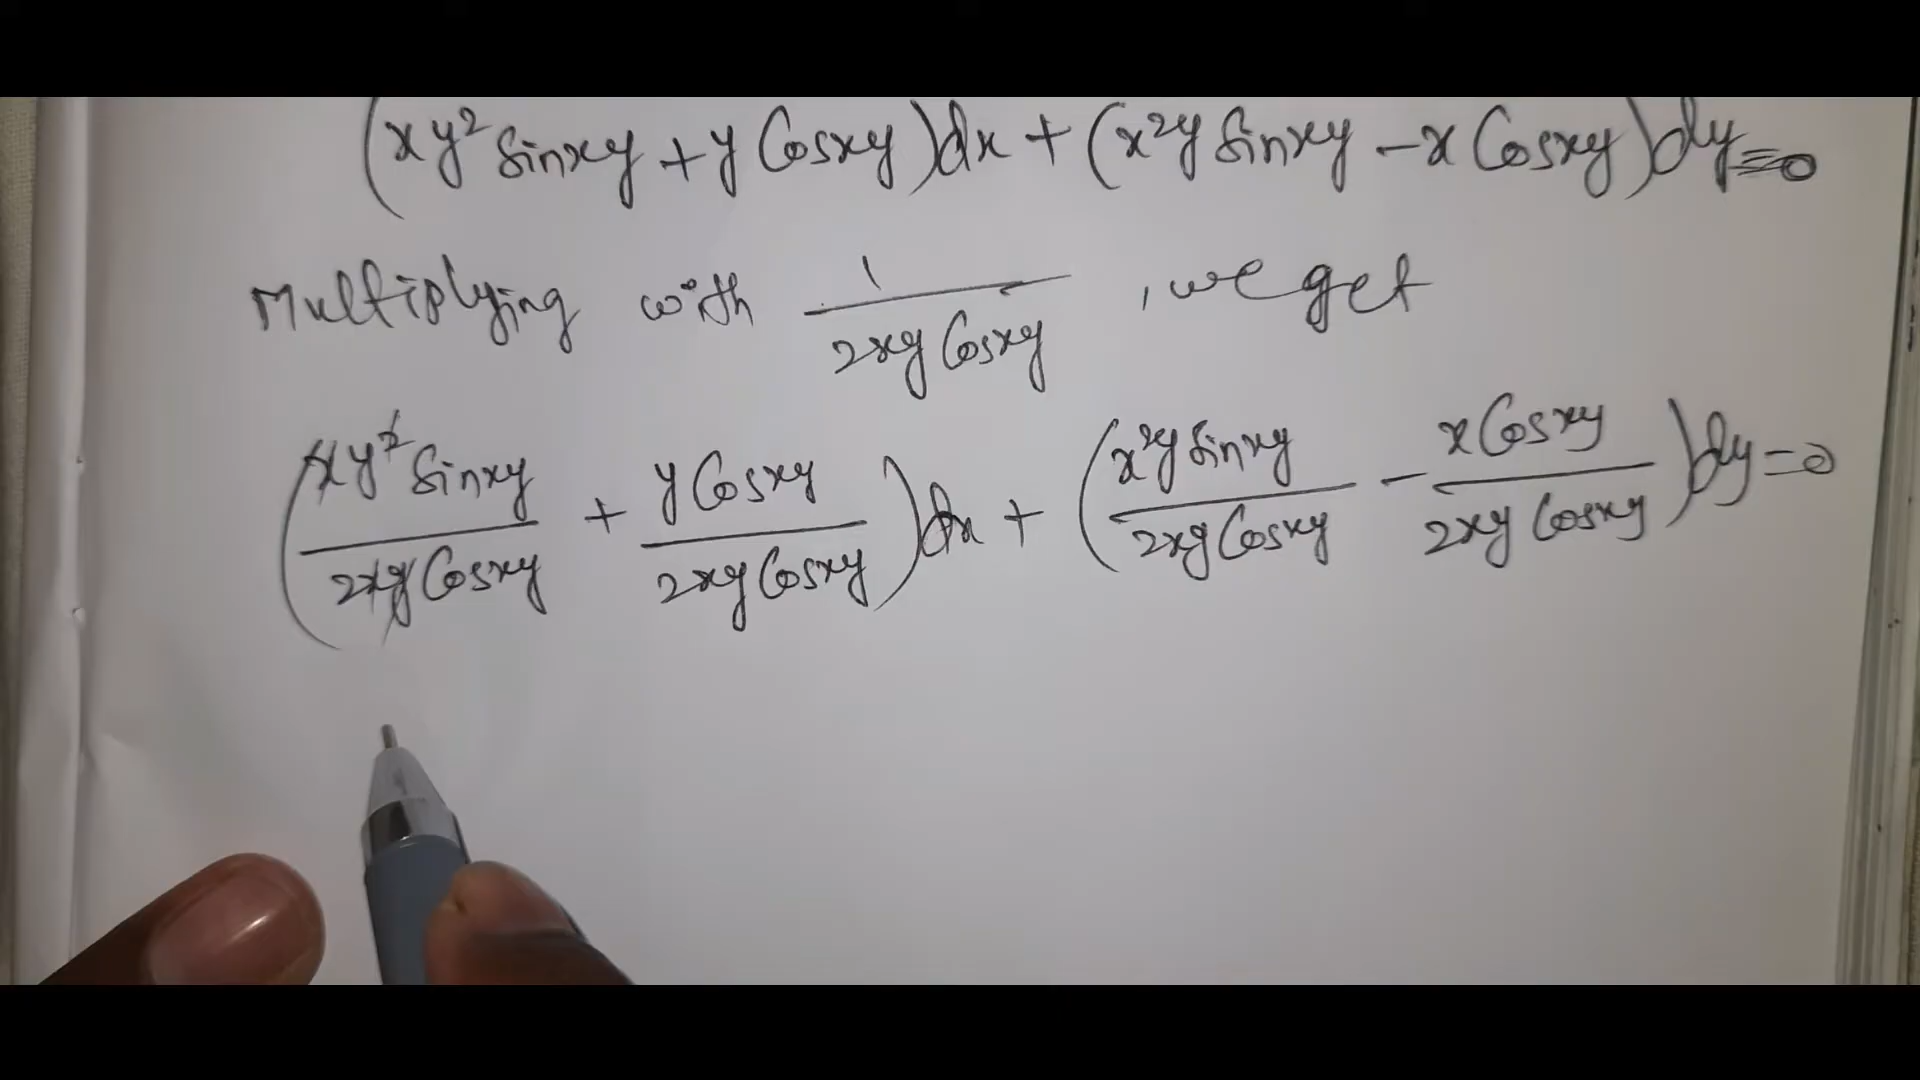 (xy² Sinxy + y Cosxy)dx + (x²y Sinxy - x Cosxy)dy = 0
Multiplying with 1/(2xy Cosxy), we get
(xy² Sinxy/(2xy Cosxy) + y Cosxy/(2xy Cosxy))dx + (x²y Sinxy/(2xy Cosxy) - x Cosxy/(2xy Cosxy))dy = 0